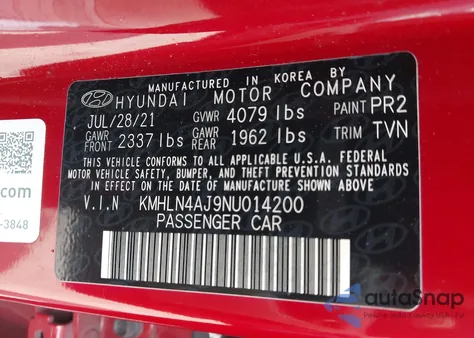 MANUFACTURED IN KOREA BY
HYUNDAI MOTOR COMPANY
JUL/28/21 GVWR 4079 lbs PAINT PR2
GAWR FRONT 2337 lbs GAWR REAR 1962 lbs TRIM TVN
THIS VEHICLE CONFORMS TO ALL APPLICABLE U.S.A. FEDERAL
MOTOR VEHICLE SAFETY, BUMPER, AND THEFT PREVENTION STANDARDS
IN EFFECT ON THE DATE OF MANUFACTURE SHOWN ABOVE.
V.I.N KMHLN4AJ9NU014200
PASSENGER CAR
.com
-3848
autoSnap